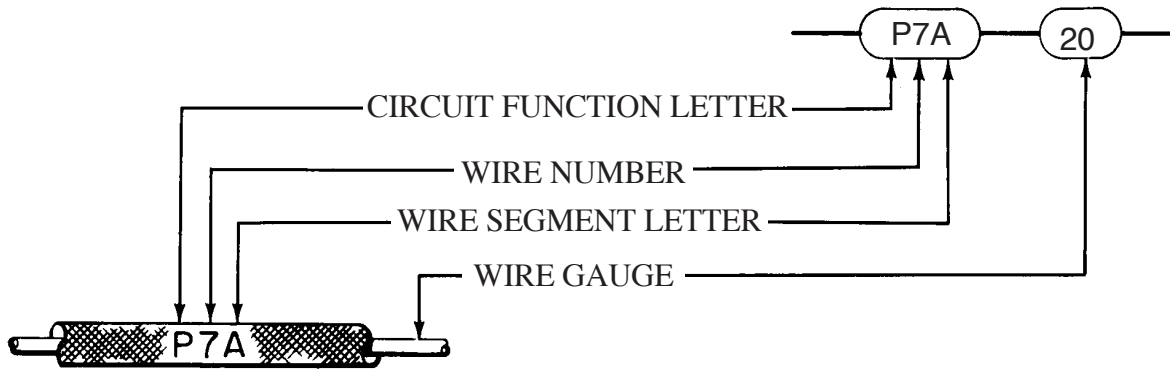 P7A 20
CIRCUIT FUNCTION LETTER
WIRE NUMBER
WIRE SEGMENT LETTER
WIRE GAUGE
P7A